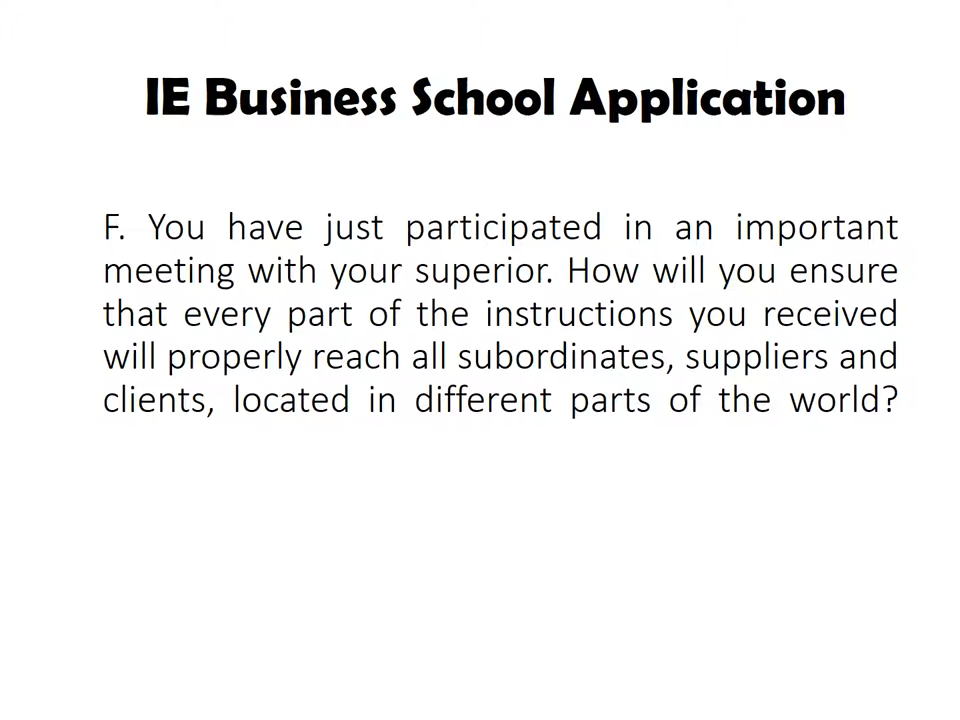 IE Business School Application
F. You have just participated in an important
meeting with your superior. How will you ensure
that every part of the instructions you received
will properly reach all subordinates, suppliers and
clients, located in different parts of the world?